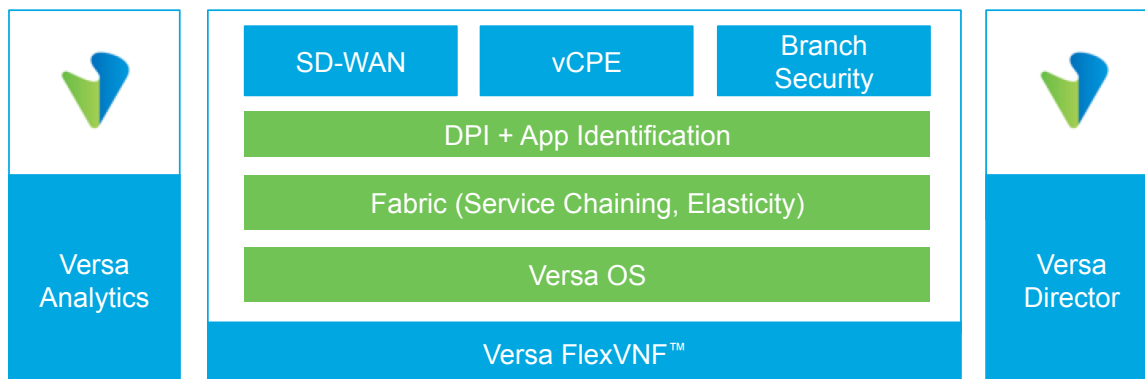 SD-WAN
vCPE
Branch
Security
DPI + App Identification
Fabric (Service Chaining, Elasticity)
Versa OS
Versa FlexVNF™
Versa
Analytics
Versa
Director